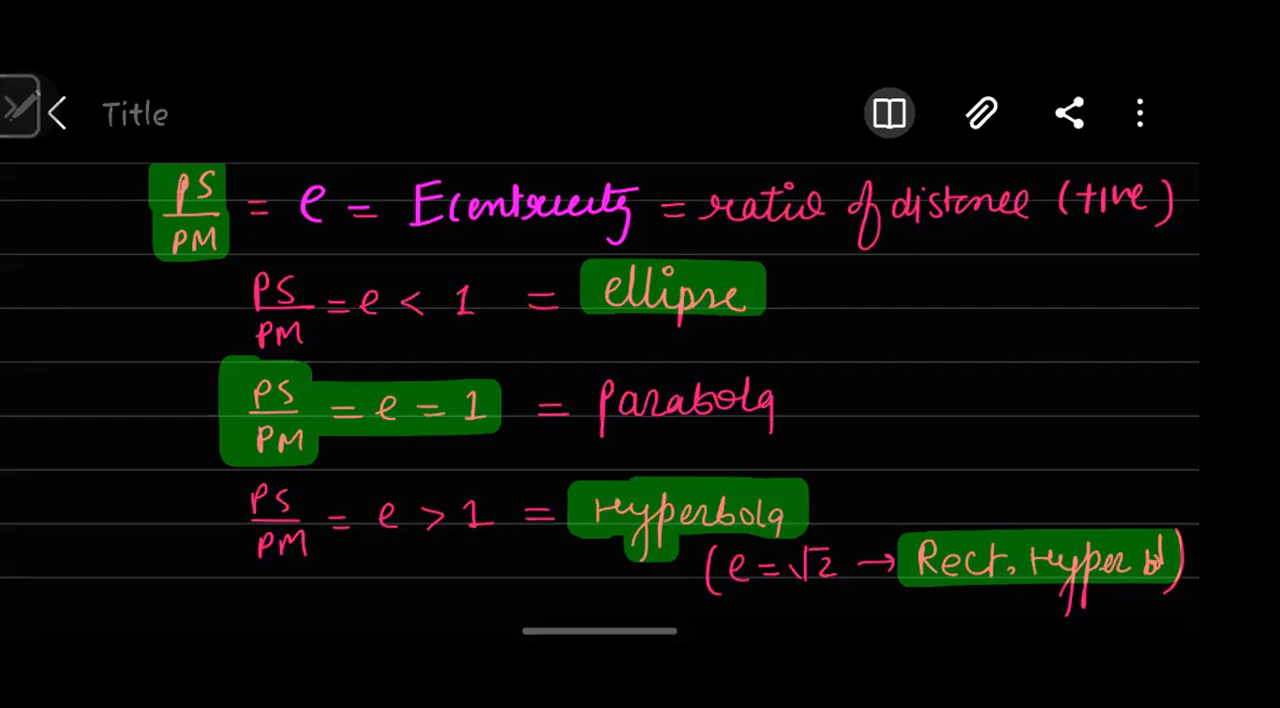 Title
PS/PM = e = Eccentricity = ratio of distance (+ive)
PS/PM = e < 1 = ellipse
PS/PM = e = 1 = parabola
PS/PM = e > 1 = Hyperbola
(e = √2 → Rect. Hyperbol)